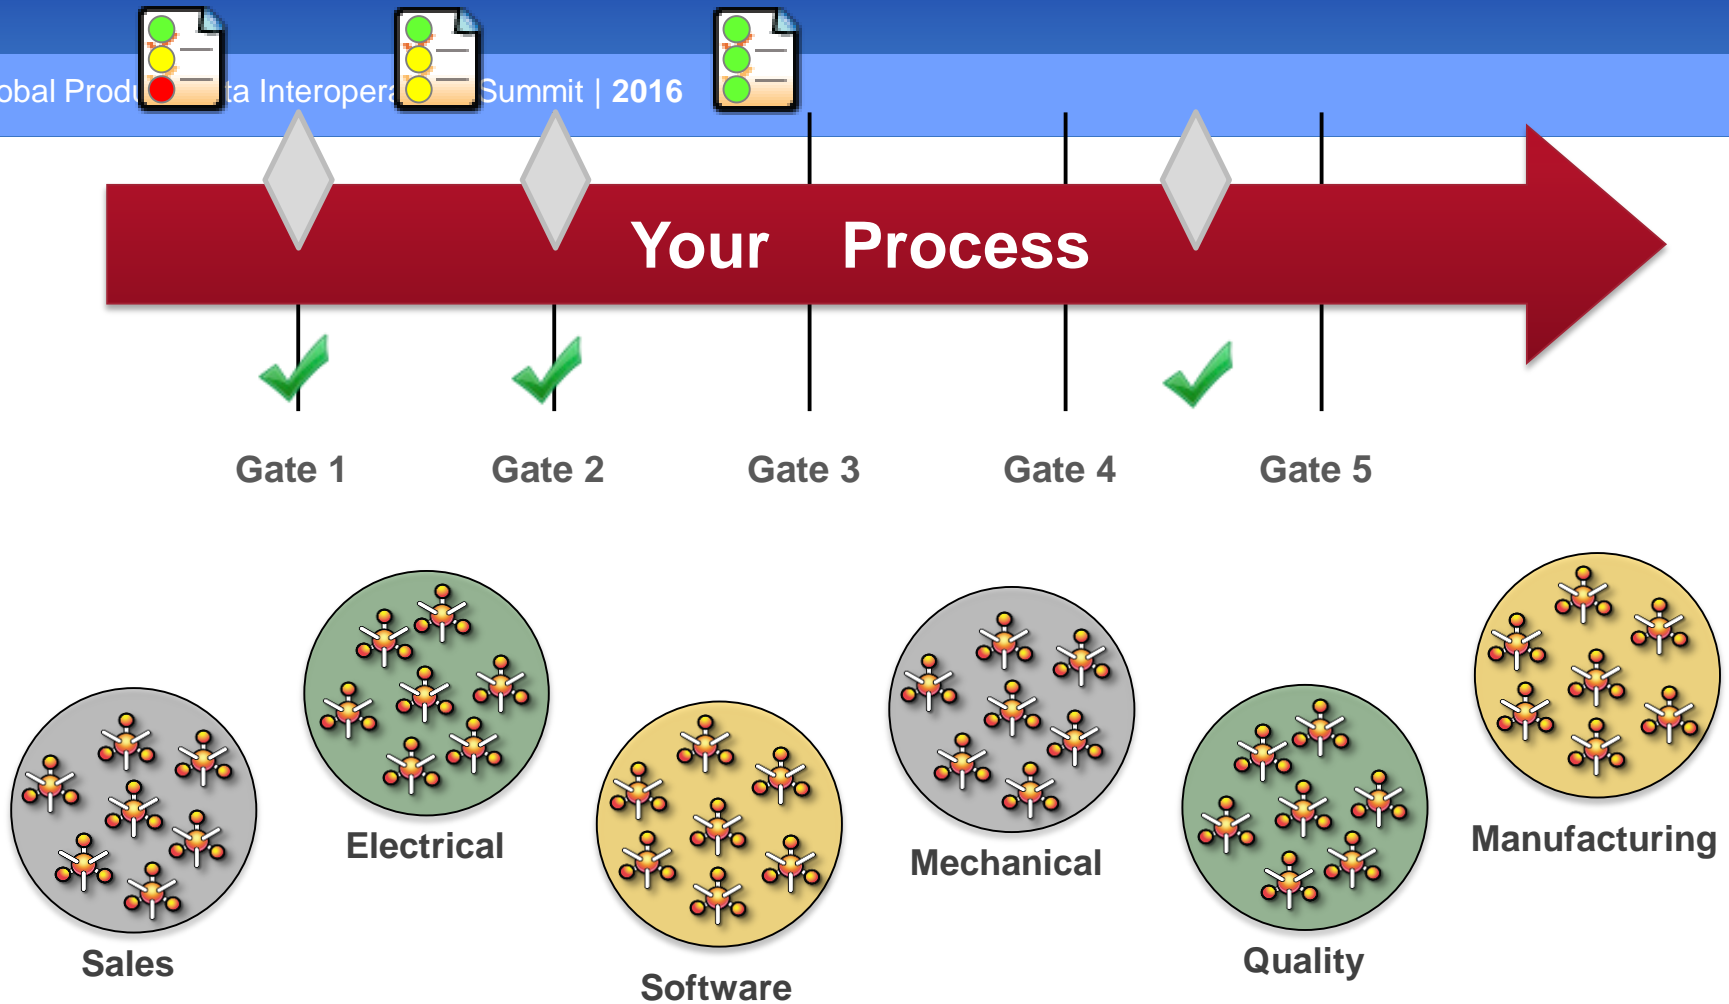 obal Produ ta Interopera Summit | 2016
Your Process
Gate 1 Gate 2 Gate 3 Gate 4 Gate 5
Electrical
Manufacturing
Mechanical
Sales
Quality
Software